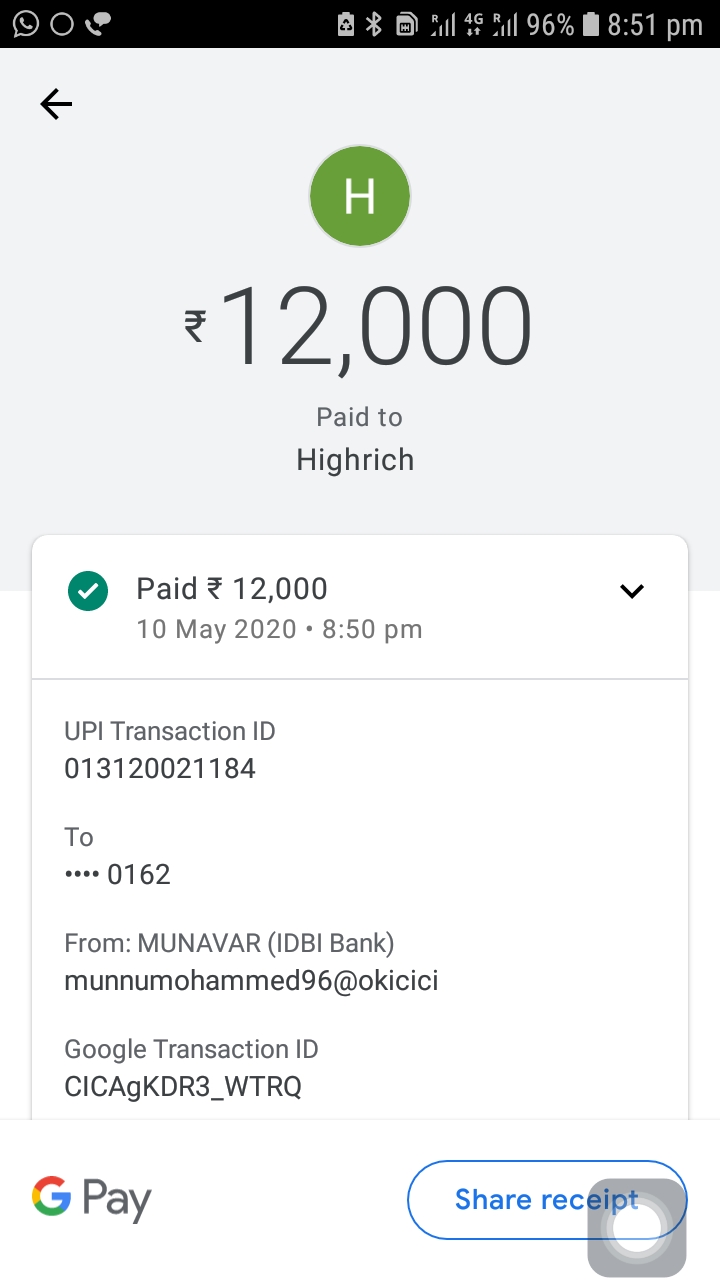 R 4G R 96% 8:51 pm
H
₹12,000
Paid to
Highrich
Paid ₹ 12,000
10 May 2020 • 8:50 pm
UPI Transaction ID
013120021184
To
•••• 0162
From: MUNAVAR (IDBI Bank)
munnumohammed96@okicici
Google Transaction ID
CICAgKDR3_WTRQ
G Pay
Share receipt